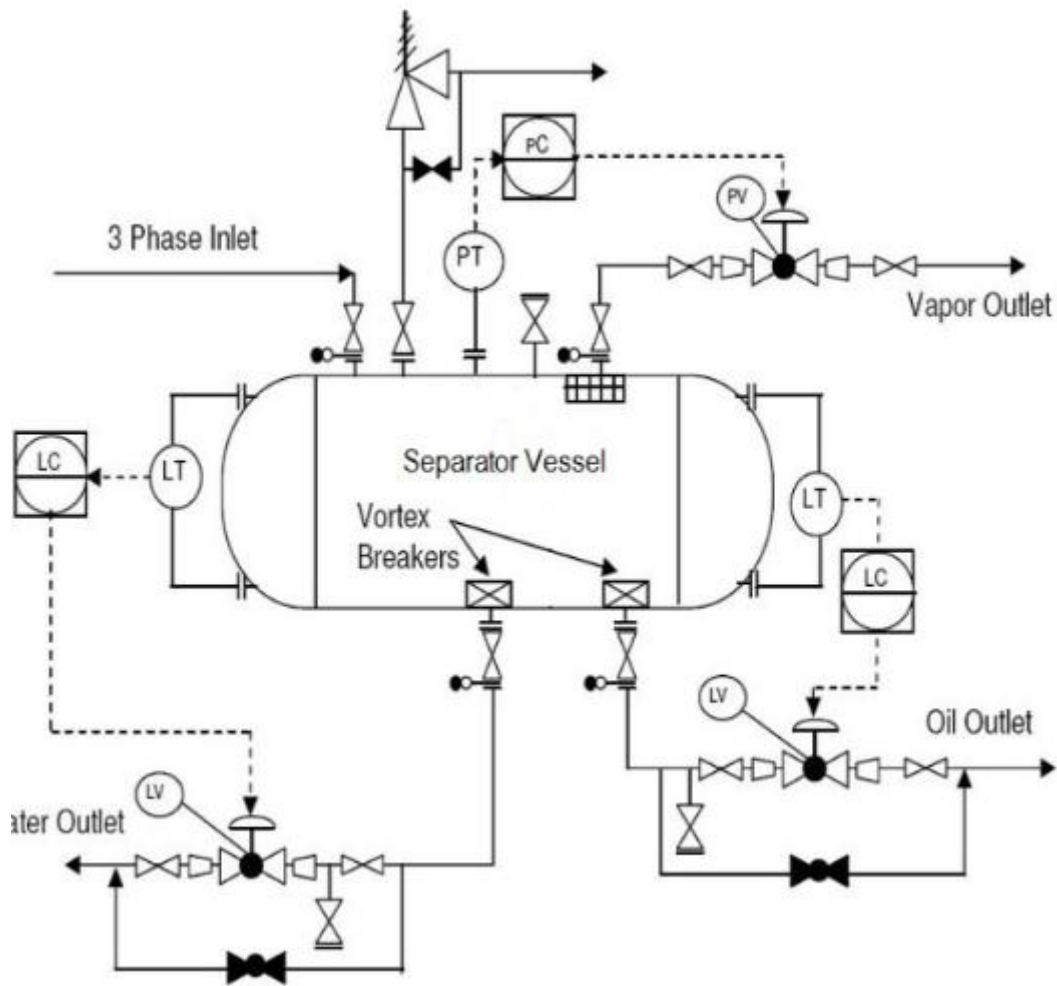 PC
PV
3 Phase Inlet
PT
Vapor Outlet
LC
LT
Separator Vessel
LT
Vortex
Breakers
LC
LV
Oil Outlet
LV
ater Outlet